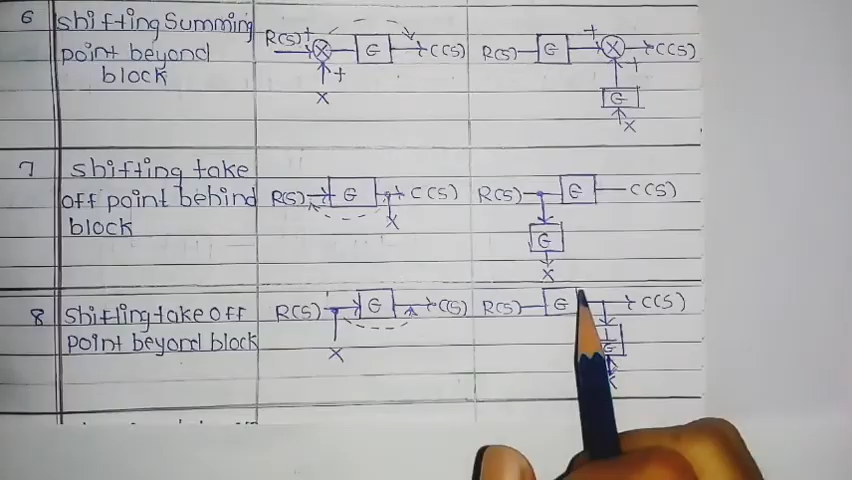 6 shifting Summing point beyond block
R(S) + G C(S)
+
X
R(S) G + C(S)
+
G
X
7 shifting take off point behind block
R(S) G C(S)
X
R(S) G C(S)
G
X
8 Shifting take off point beyond block
R(S) G C(S)
X
R(S) G C(S)
1
G
X